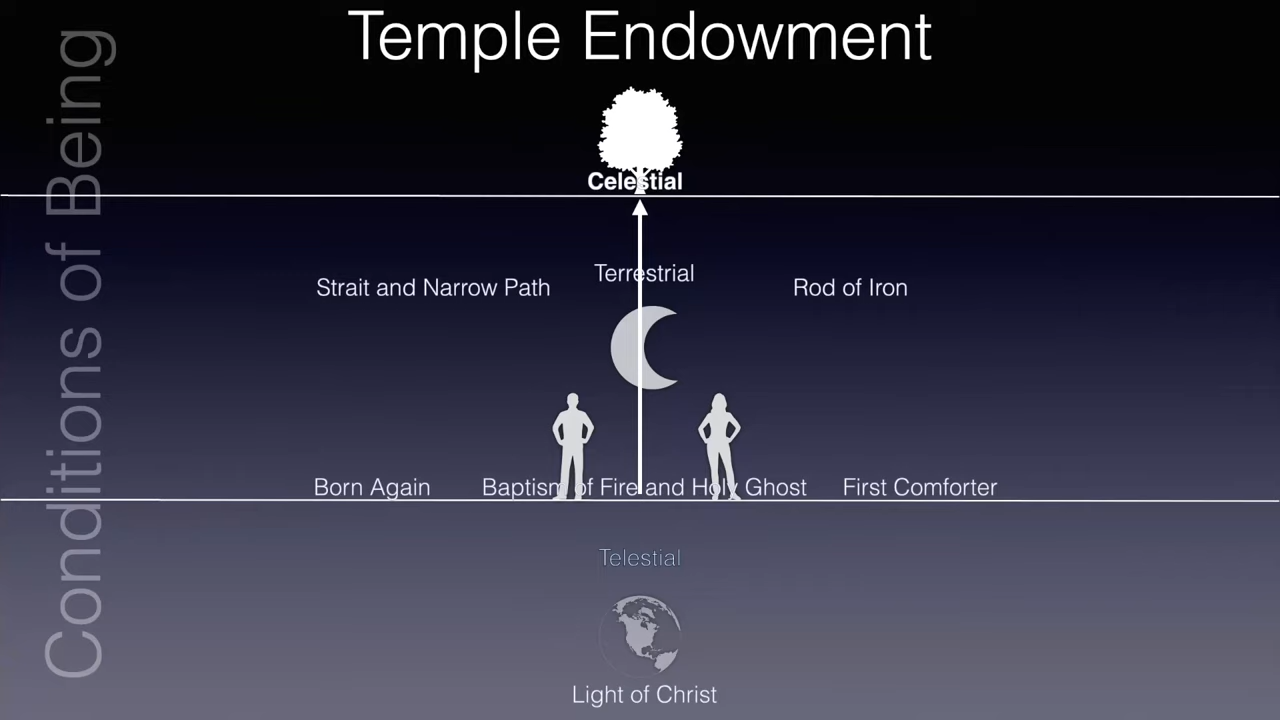 Temple Endowment
Conditions of Being
Celestial
Terrestrial
Strait and Narrow Path
Rod of Iron
Born Again
Baptism of Fire and Holy Ghost
First Comforter
Telestial
Light of Christ